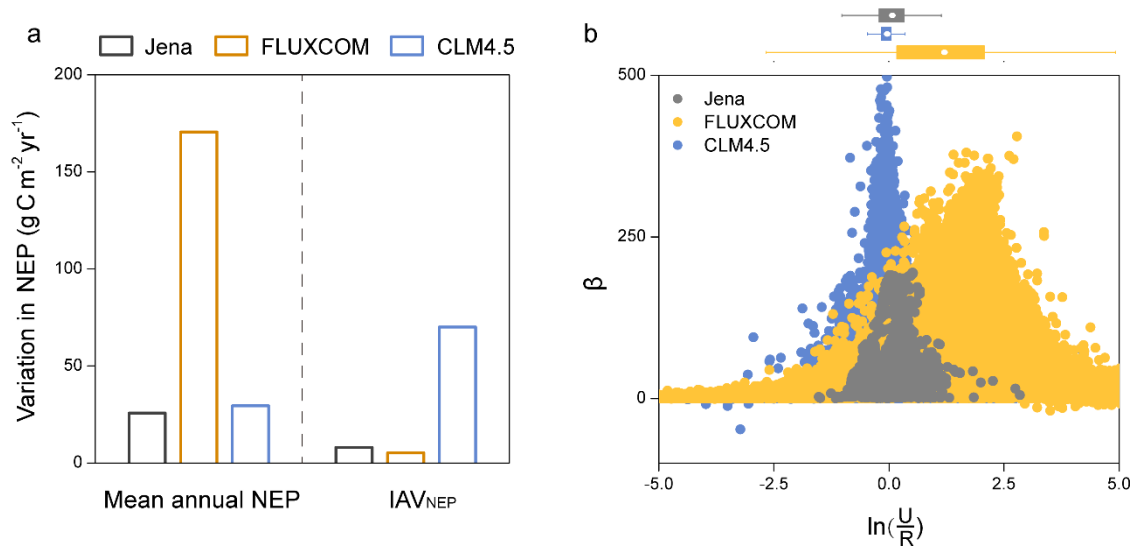 a
Jena FLUXCOM CLM4.5
Variation in NEP (g C m⁻² yr⁻¹)
200
150
100
50
0
Mean annual NEP IAV_NEP
b
Jena
FLUXCOM
CLM4.5
β
500
250
0
-5.0 -2.5 0.0 2.5 5.0
ln(U/R)